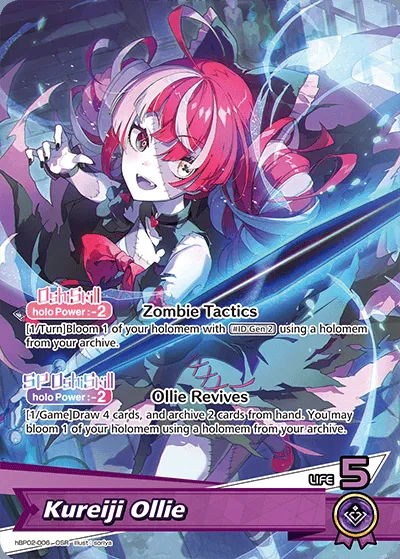 Oshi Skill
holo Power:-2
Zombie Tactics
[1/Turn]Bloom 1 of your holomem with #ID Gen 2 using a holomem
from your archive.
SP Oshi Skill
holo Power:-2
Ollie Revives
[1/Game]Draw 4 cards, and archive 2 cards from hand. You may
bloom 1 of your holomem using a holomem from your archive.
LIFE 5
Kureiji Ollie
hBP02-006 OSR illust: soriya